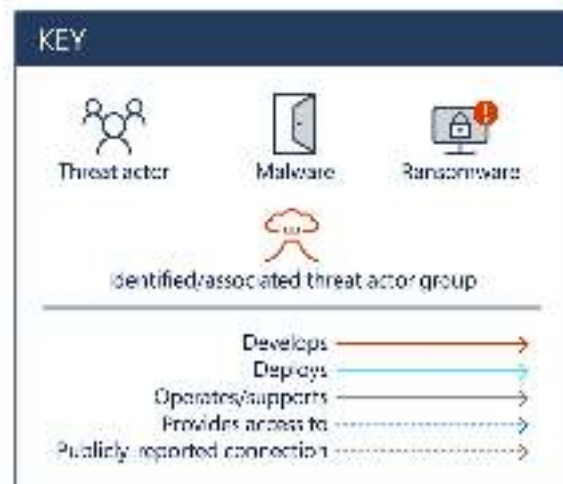 KEY
Threat actor
Malware
Ransomware
Identified/associated threat actor group
Develops
Deploys
Operates/supports
Provides access to
Publicly-reported connection